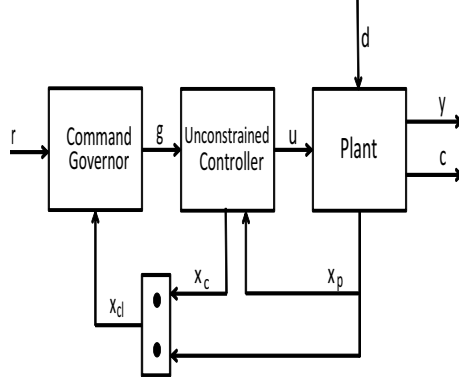 d
r
Command
Governor
g
Unconstrained
Controller
u
Plant
y
c
x_c
x_p
x_cl